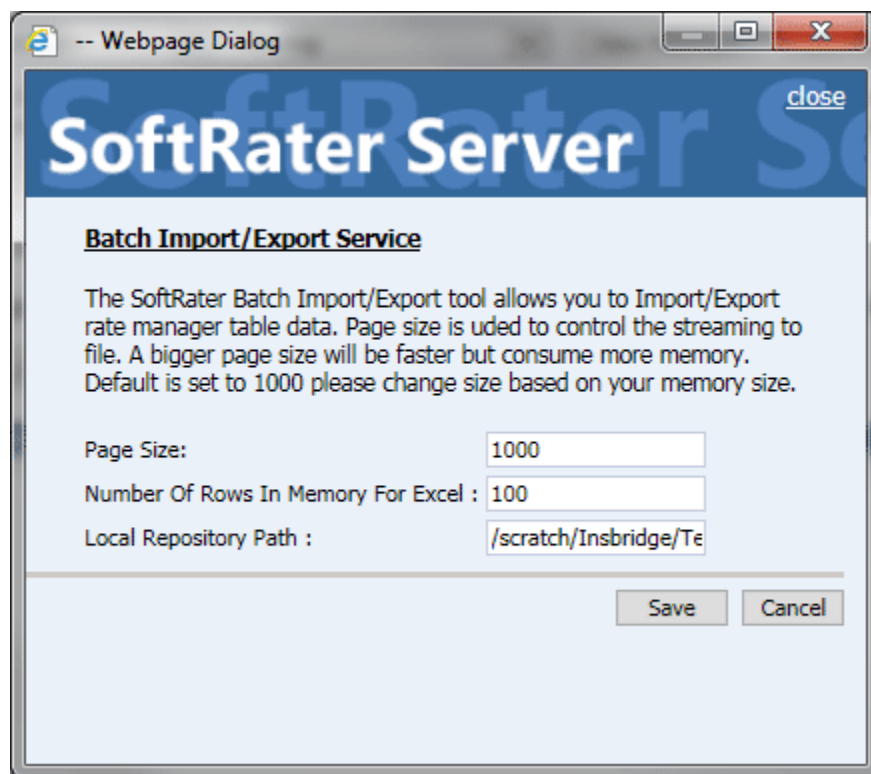 -- Webpage Dialog
close
SoftRater Server
Batch Import/Export Service
The SoftRater Batch Import/Export tool allows you to Import/Export
rate manager table data. Page size is uded to control the streaming to
file. A bigger page size will be faster but consume more memory.
Default is set to 1000 please change size based on your memory size.
Page Size: 1000
Number Of Rows In Memory For Excel : 100
Local Repository Path : /scratch/Insbridge/Te
Save Cancel